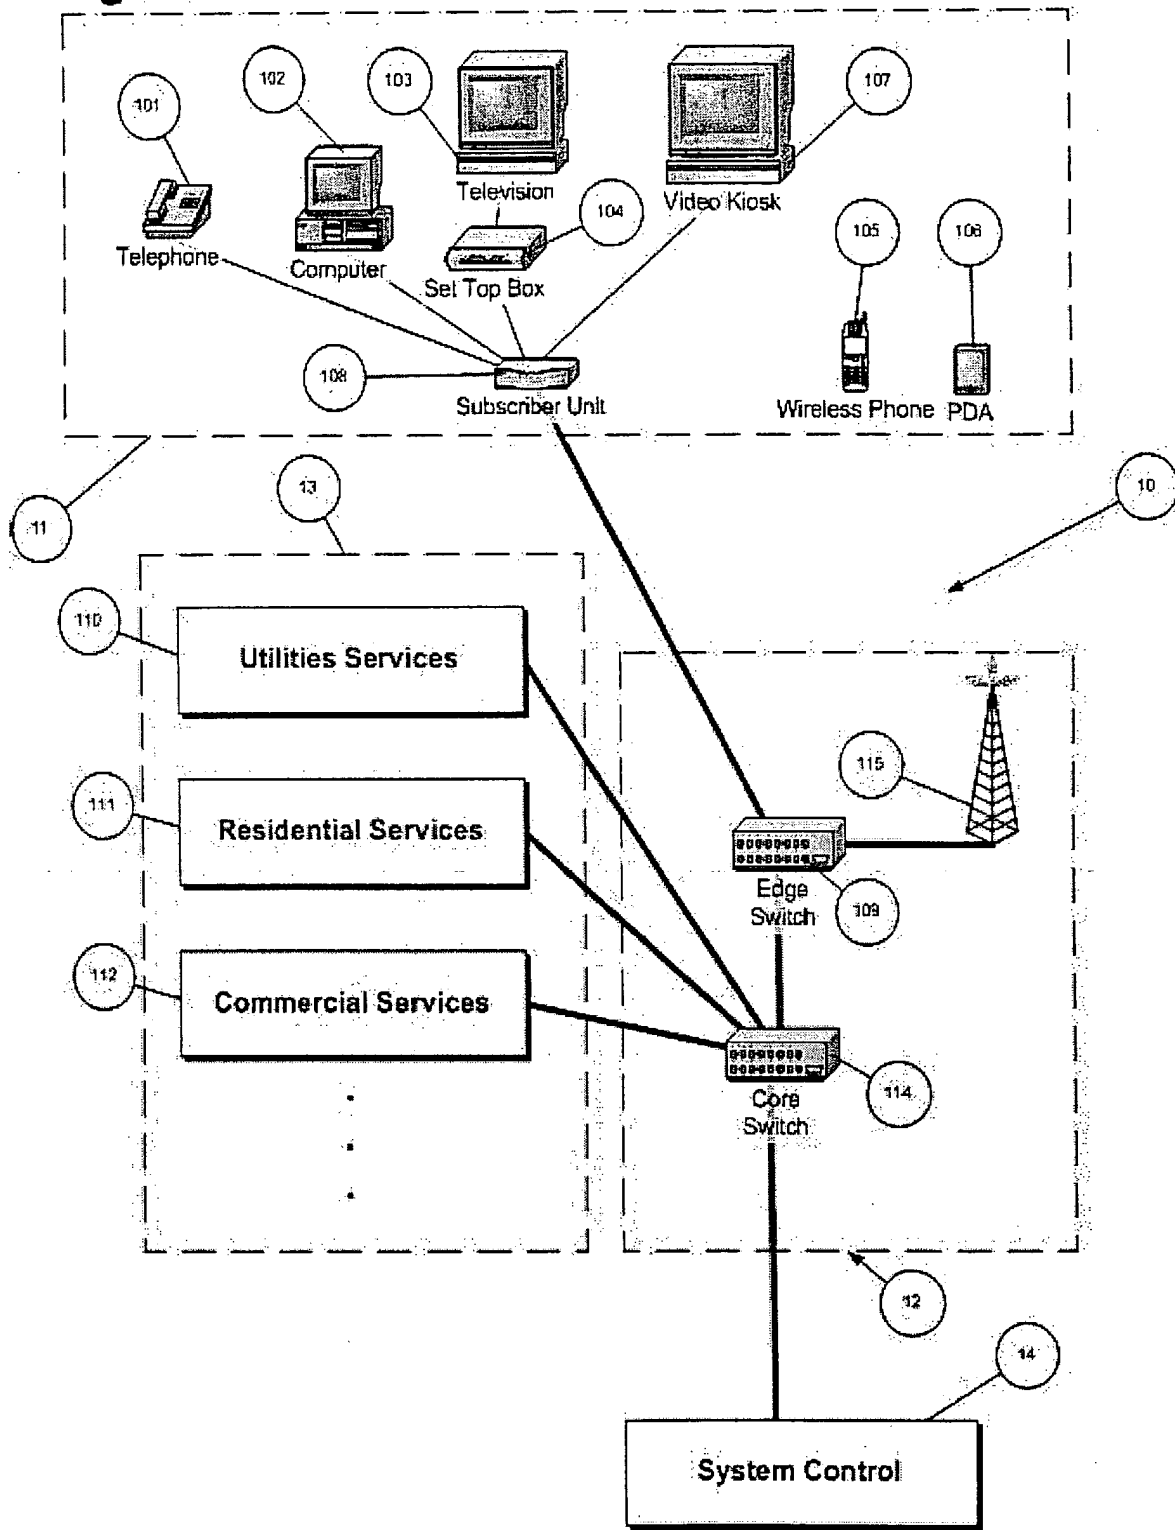 102
103
107
101
Television
Video Kiosk
104
105
106
Telephone
Computer
Set Top Box
108
Subscriber Unit
Wireless Phone
PDA
13
10
11
110
Utilities Services
115
111
Residential Services
Edge
Switch
109
112
Commercial Services
114
Core
Switch
12
14
System Control